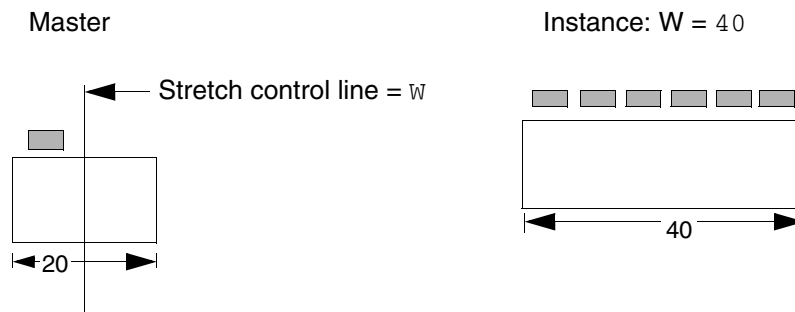 Master
Instance: W = 40
Stretch control line = W
20
40